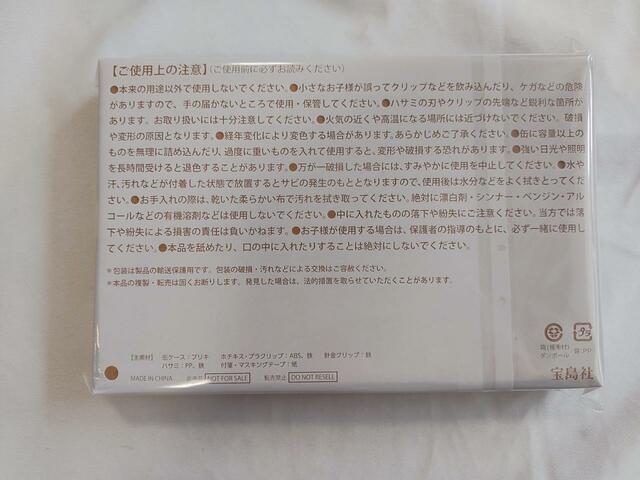 【ご使用上の注意】(ご使用前に必ずお読みください)
●本来の用途以外で使用しないでください。●小さなお子様が誤ってクリップなどを飲み込んだり、ケガなどの危険
がありますので、手の届かないところで使用・保管してください。●ハサミの刃やクリップの先端など鋭利な箇所が
あります。お取り扱いには十分注意してください。●火気の近くや高温になる場所には近づけないでください。破損
や変形の原因となります。●経年変化により変色する場合があります。あらかじめご了承ください。●缶に容量以上の
ものを無理に詰め込んだり、過度に重いものを入れて使用すると、変形や破損する恐れがあります。●強い日光や照明
を長時間受けると退色することがあります。●万が一破損した場合には、すみやかに使用を中止してください。●水や
汗、汚れなどが付着した状態で放置するとサビの発生のもととなりますので、使用後は水分などをよく拭きとってくだ
さい。●お手入れの際は、乾いた柔らかい布で汚れを拭き取ってください。絶対に漂白剤・シンナー・ベンジン・アル
コールなどの有機溶剤などは使用しないでください。●中に入れたものの落下や紛失にご注意ください。当方では落
下や紛失による損害の責任は負いかねます。●お子様が使用する場合は、保護者の指導のもとに、必ず一緒に使用し
てください。●本品を舐めたり、口の中に入れたりすることは絶対にしないでください。
＊包装は製品の輸送保護用です。包装の破損・汚れなどによる交換はご容赦ください。
＊本品の複製・転売は固くお断りします。発見した場合は、法的措置を取らせていただくことがあります。
【主素材】 缶ケース：ブリキ ホチキス・プラクリップ：ABS、鉄 針金クリップ：鉄
ハサミ：PP、鉄 付箋・マスキングテープ：紙
MADE IN CHINA 非売品 NOT FOR SALE 転売禁止 DO NOT RESELL
箱(種布付) 袋:PP
ダンボール
宝島社